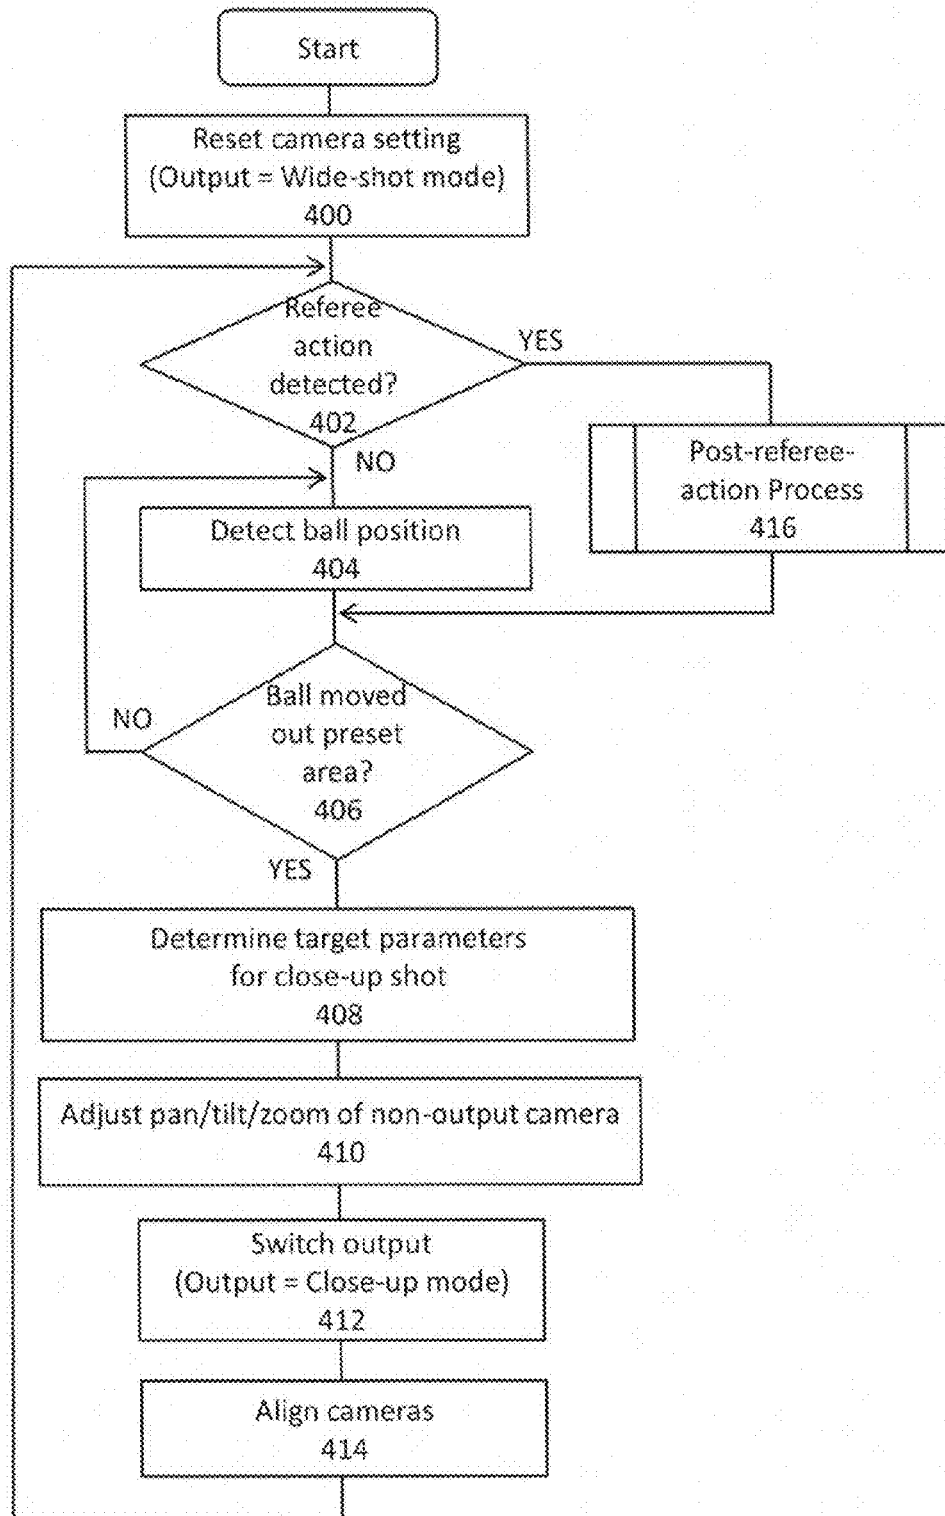 Start
Reset camera setting
(Output = Wide-shot mode)
400
Referee
action
detected?
402
YES
NO
Post-referee-
action Process
416
Detect ball position
404
Ball moved
out preset
area?
406
NO
YES
Determine target parameters
for close-up shot
408
Adjust pan/tilt/zoom of non-output camera
410
Switch output
(Output = Close-up mode)
412
Align cameras
414